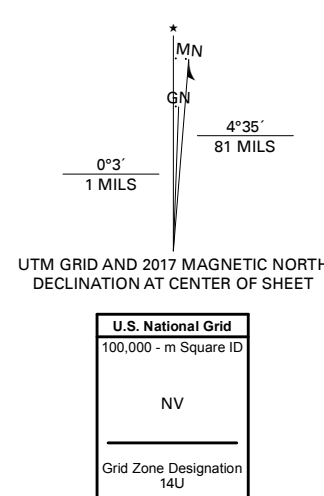 ★
MN
GN
4°35´
81 MILS
0°3´
1 MILS
UTM GRID AND 2017 MAGNETIC NORTH
DECLINATION AT CENTER OF SHEET
U.S. National Grid
100,000 - m Square ID
NV
Grid Zone Designation
14U